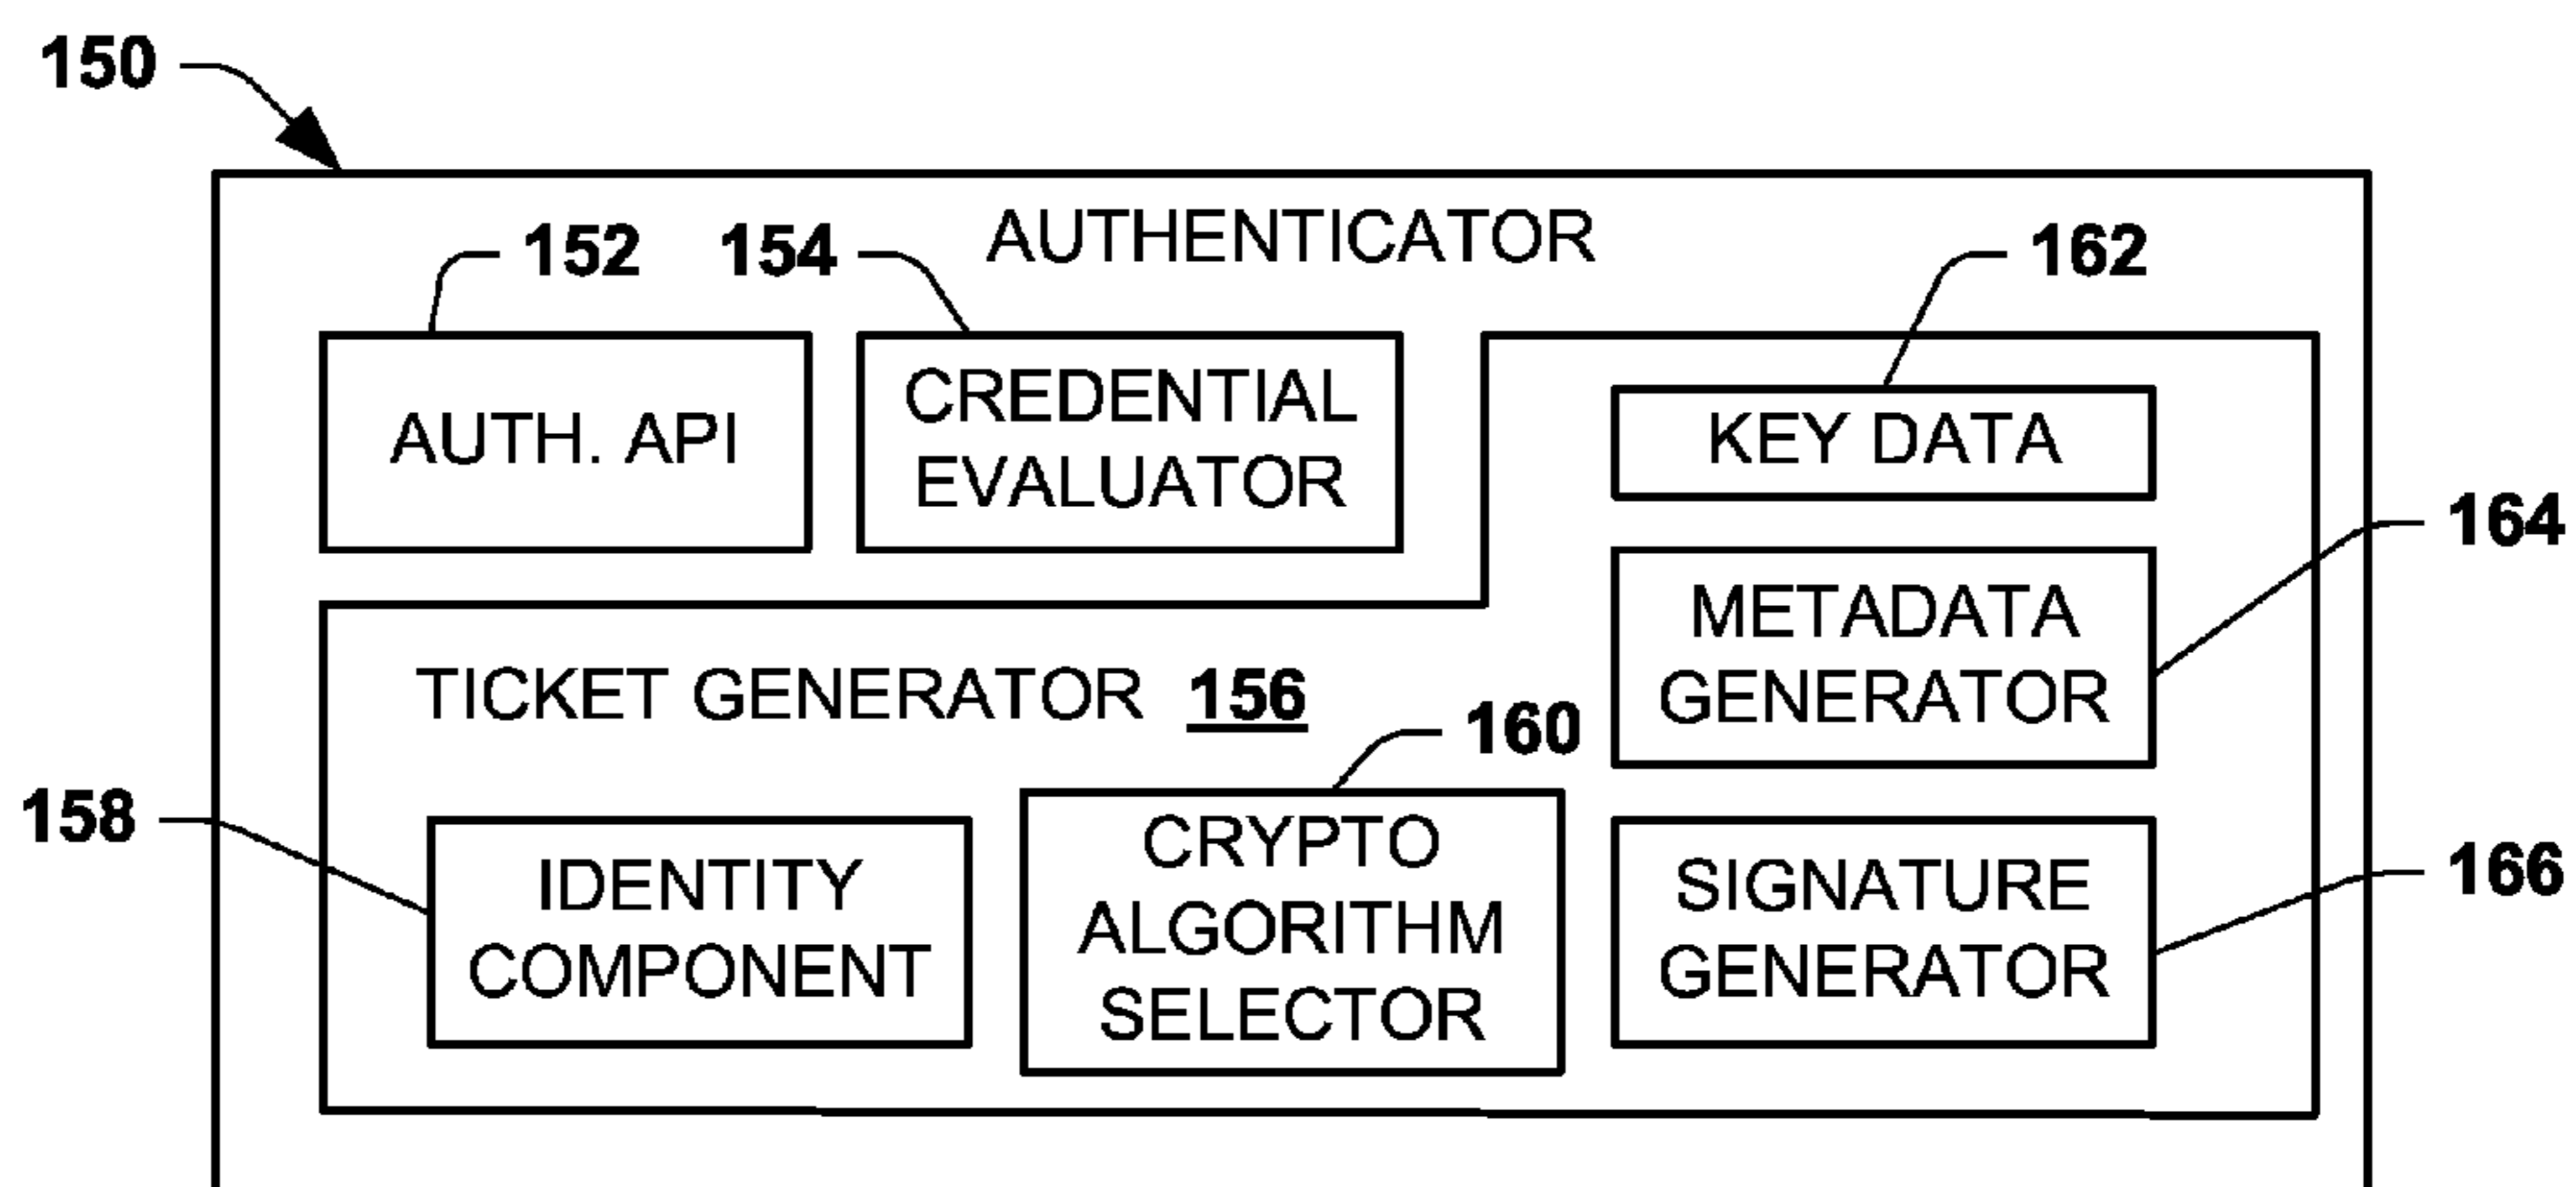 150
AUTHENTICATOR
152
154
162
AUTH. API
CREDENTIAL
EVALUATOR
KEY DATA
164
METADATA
GENERATOR
TICKET GENERATOR 156
160
158
IDENTITY
COMPONENT
CRYPTO
ALGORITHM
SELECTOR
SIGNATURE
GENERATOR
166